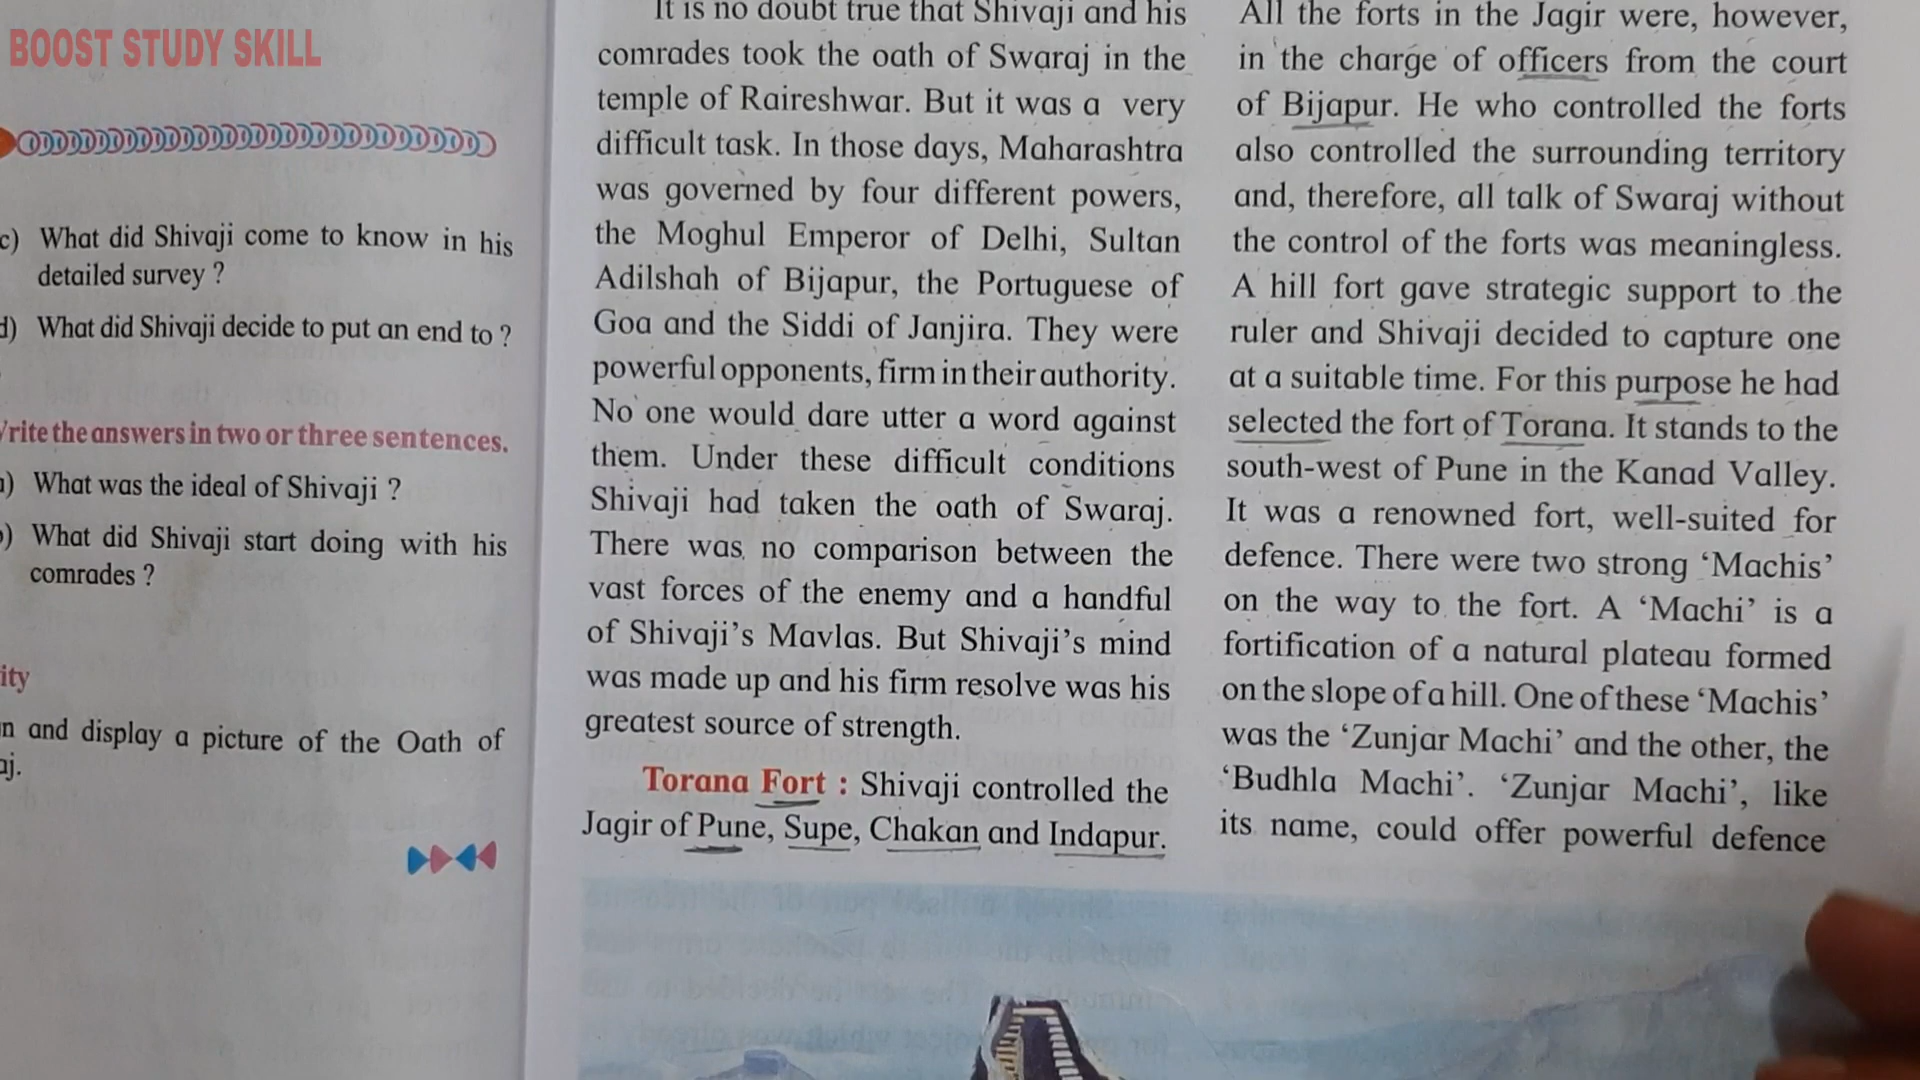 BOOST STUDY SKILL
c) What did Shivaji come to know in his
detailed survey ?
d) What did Shivaji decide to put an end to ?
Write the answers in two or three sentences.
a) What was the ideal of Shivaji ?
b) What did Shivaji start doing with his
comrades ?
ity
n and display a picture of the Oath of
aj.
It is no doubt true that Shivaji and his
comrades took the oath of Swaraj in the
temple of Raireshwar. But it was a very
difficult task. In those days, Maharashtra
was governed by four different powers,
the Moghul Emperor of Delhi, Sultan
Adilshah of Bijapur, the Portuguese of
Goa and the Siddi of Janjira. They were
powerful opponents, firm in their authority.
No one would dare utter a word against
them. Under these difficult conditions
Shivaji had taken the oath of Swaraj.
There was no comparison between the
vast forces of the enemy and a handful
of Shivaji's Mavlas. But Shivaji's mind
was made up and his firm resolve was his
greatest source of strength.
Torana Fort : Shivaji controlled the
Jagir of Pune, Supe, Chakan and Indapur.
All the forts in the Jagir were, however,
in the charge of officers from the court
of Bijapur. He who controlled the forts
also controlled the surrounding territory
and, therefore, all talk of Swaraj without
the control of the forts was meaningless.
A hill fort gave strategic support to the
ruler and Shivaji decided to capture one
at a suitable time. For this purpose he had
selected the fort of Torana. It stands to the
south-west of Pune in the Kanad Valley.
It was a renowned fort, well-suited for
defence. There were two strong ‘Machis’
on the way to the fort. A ‘Machi’ is a
fortification of a natural plateau formed
on the slope of a hill. One of these ‘Machis’
was the ‘Zunjar Machi’ and the other, the
‘Budhla Machi’. ‘Zunjar Machi’, like
its name, could offer powerful defence